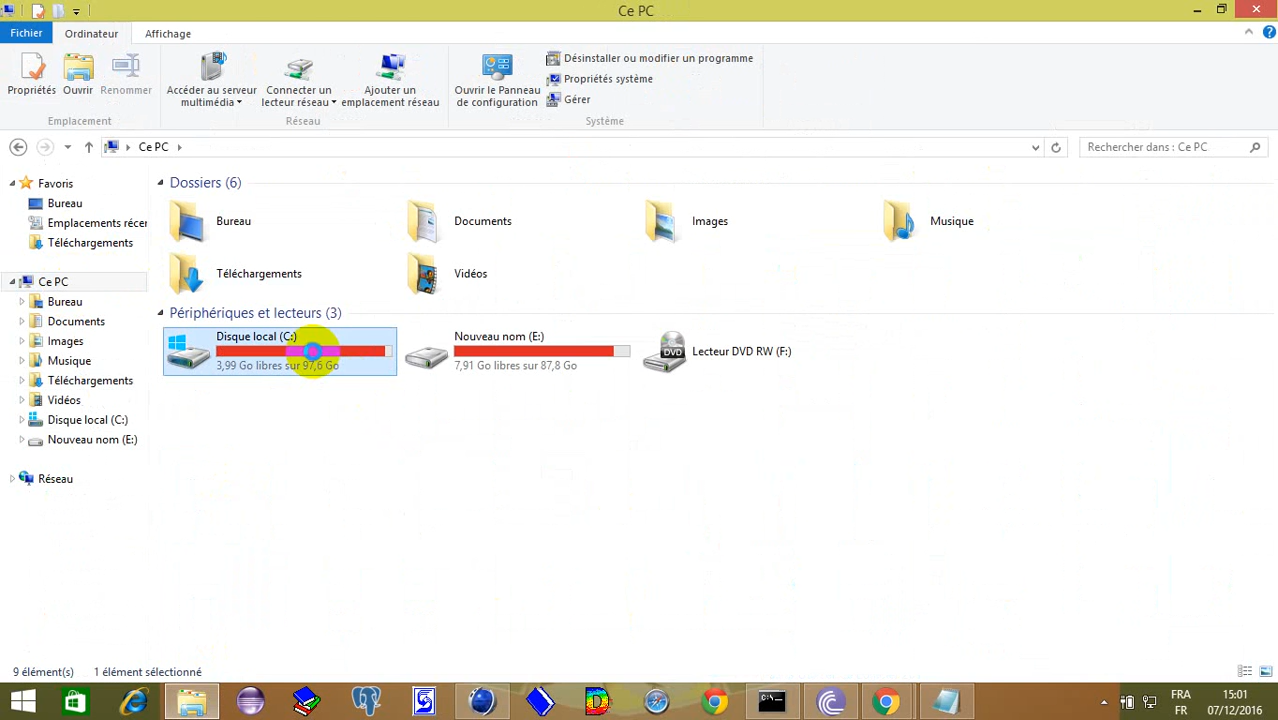 Ce PC
Fichier
Ordinateur
Affichage
Propriétés
Ouvrir
Renommer
Accéder au serveur
multimédia
Connecter un
lecteur réseau
Ajouter un
emplacement réseau
Ouvrir le Panneau
de configuration
Désinstaller ou modifier un programme
Propriétés système
Gérer
Emplacement
Réseau
Système
Ce PC
Rechercher dans : Ce PC
Favoris
Bureau
Emplacements récer
Téléchargements
Ce PC
Bureau
Documents
Images
Musique
Téléchargements
Vidéos
Disque local (C:)
Nouveau nom (E:)
Réseau
Dossiers (6)
Bureau
Documents
Images
Musique
Téléchargements
Vidéos
Périphériques et lecteurs (3)
Disque local (C:)
3,99 Go libres sur 97,6 Go
Nouveau nom (E:)
7,91 Go libres sur 87,8 Go
DVD
Lecteur DVD RW (F:)
9 élément(s)
1 élément sélectionné
FRA
FR
15:01
07/12/2016